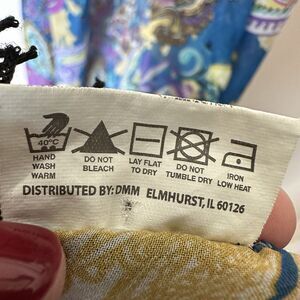 40°C
HAND WASH WARM
DO NOT BLEACH
LAY FLAT TO DRY
DO NOT TUMBLE DRY
IRON LOW HEAT
DISTRIBUTED BY: DMM ELMHURST, IL 60126